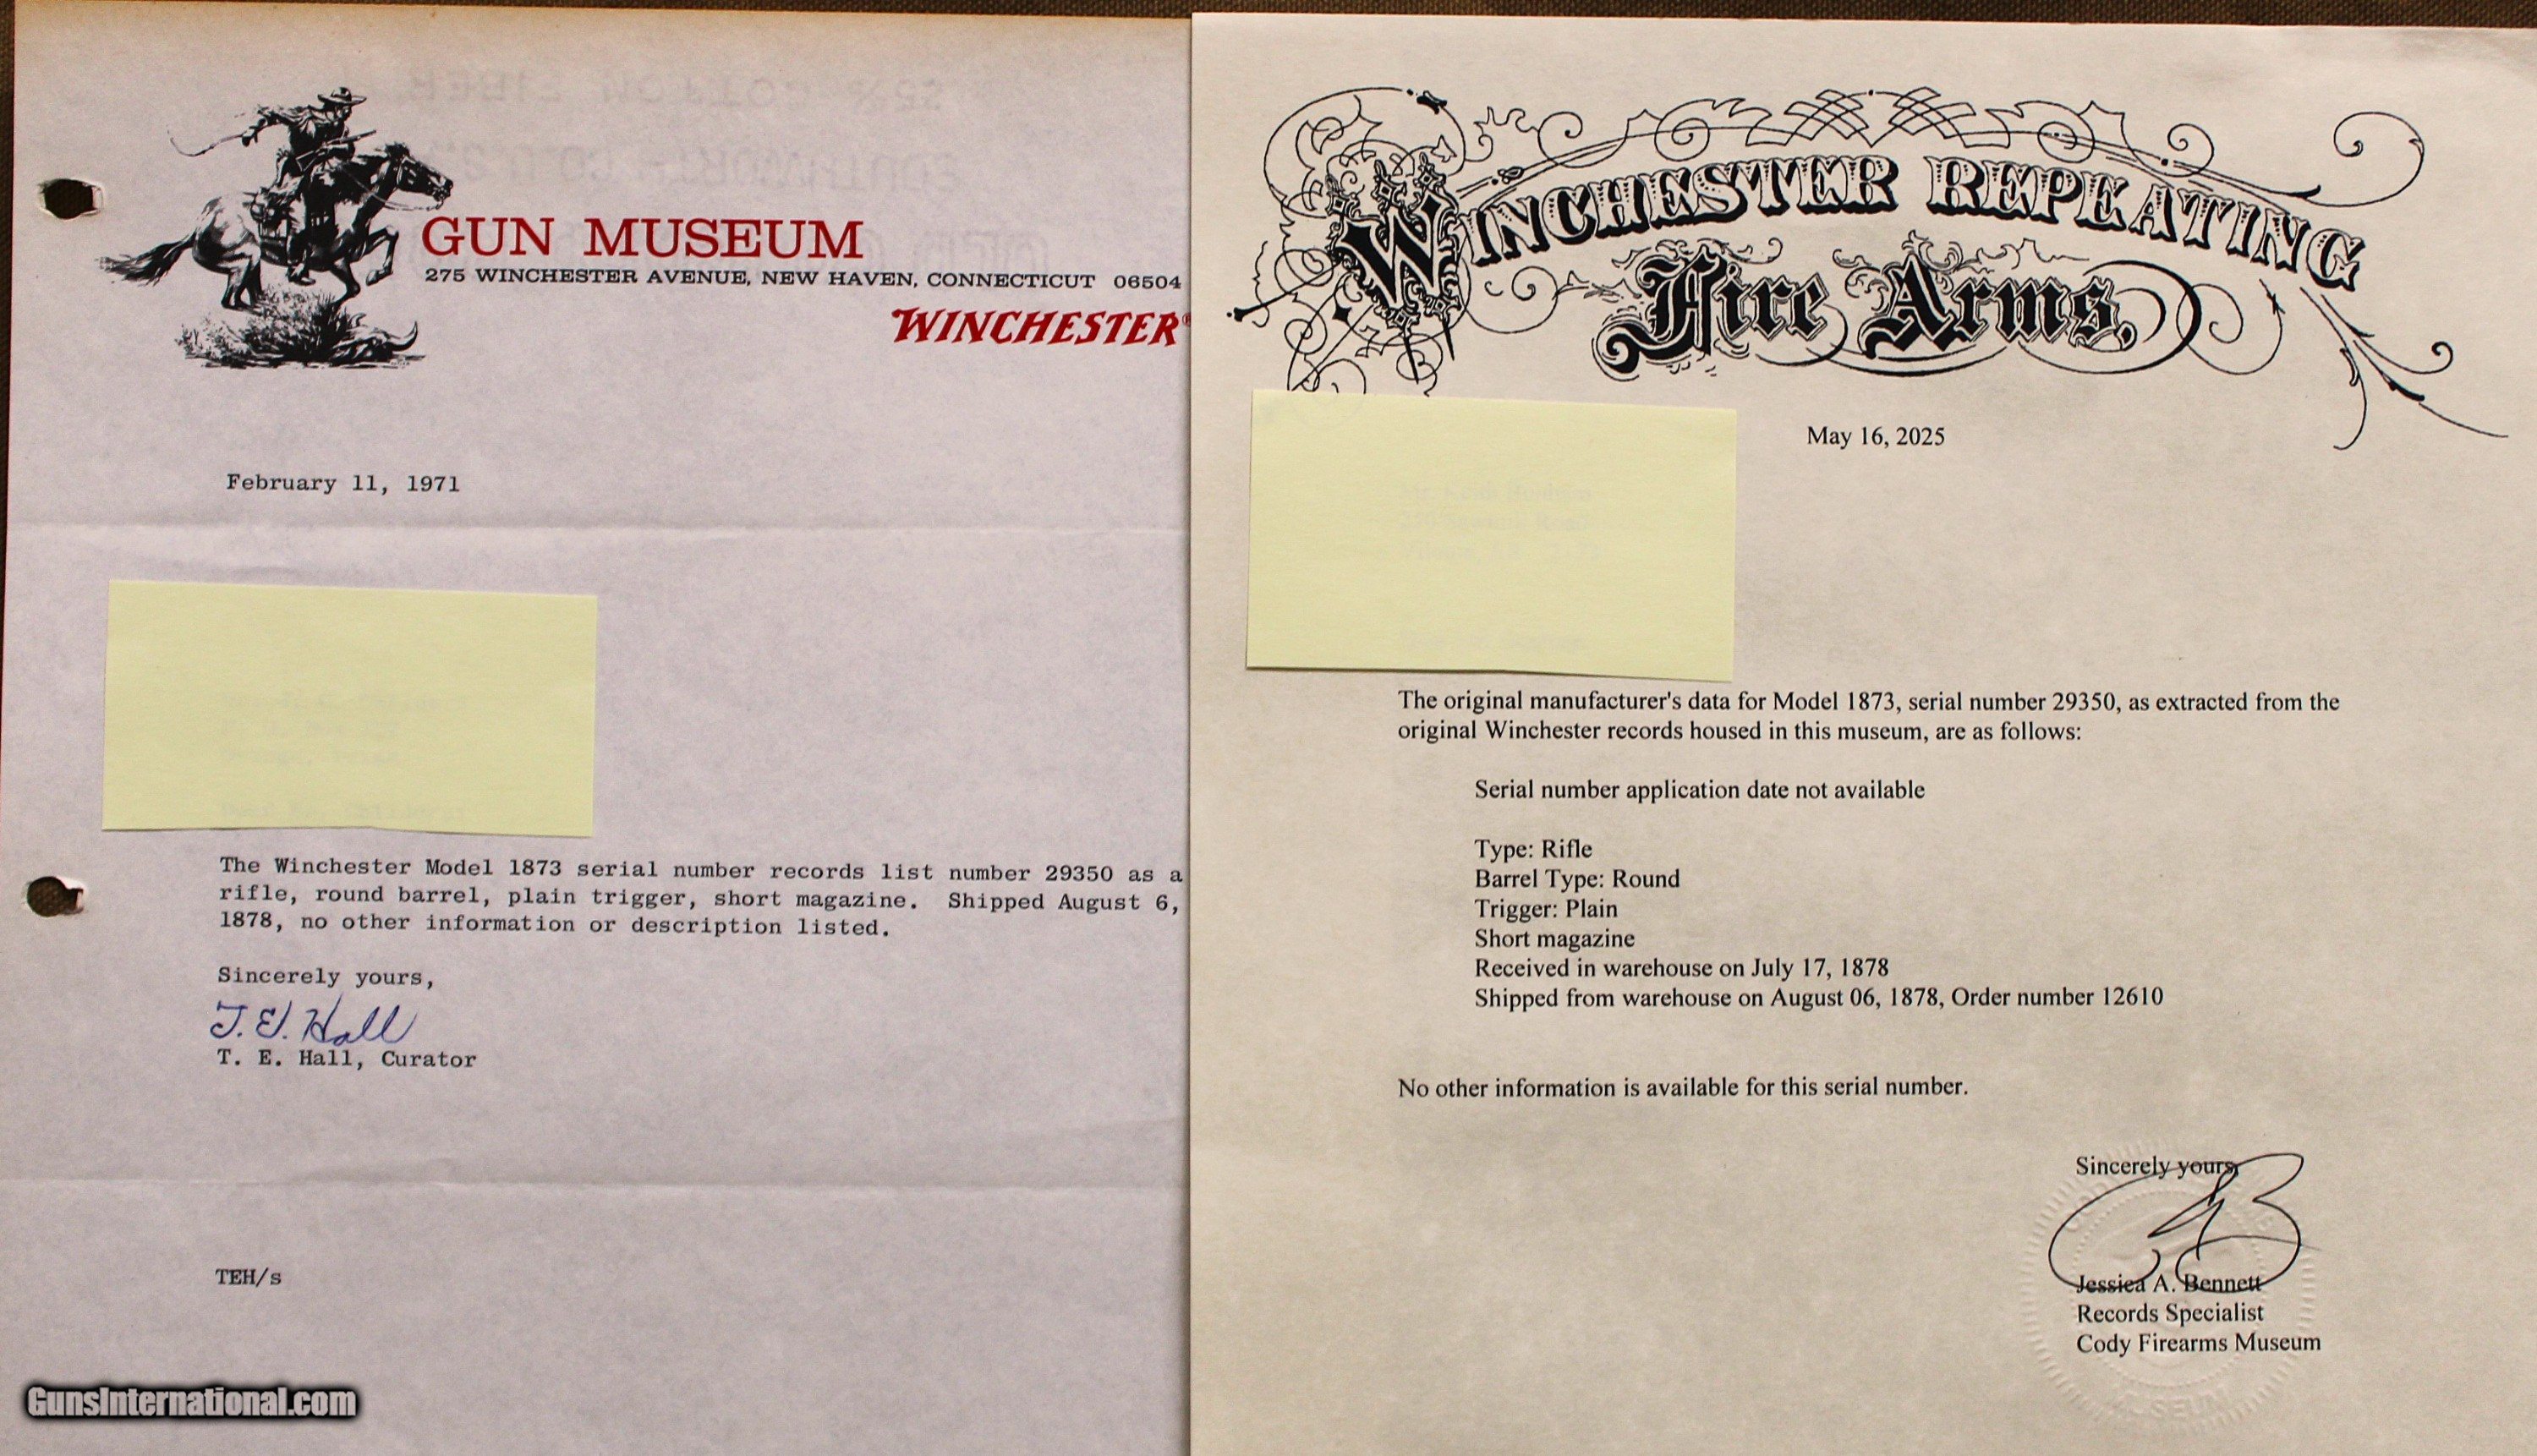 GUN MUSEUM
275 WINCHESTER AVENUE, NEW HAVEN, CONNECTICUT 06504
WINCHESTER®
February 11, 1971
The Winchester Model 1873 serial number records list number 29350 as a
rifle, round barrel, plain trigger, short magazine. Shipped August 6,
1878, no other information or description listed.
Sincerely yours,
T. E. Hall
T. E. Hall, Curator
TEH/s
WINCHESTER REPEATING
Fire Arms,
May 16, 2025
The original manufacturer's data for Model 1873, serial number 29350, as extracted from the
original Winchester records housed in this museum, are as follows:
Serial number application date not available
Type: Rifle
Barrel Type: Round
Trigger: Plain
Short magazine
Received in warehouse on July 17, 1878
Shipped from warehouse on August 06, 1878, Order number 12610
No other information is available for this serial number.
Sincerely yours,
Jessica A. Bennett
Records Specialist
Cody Firearms Museum
MUSEUM
GunsInternational.com